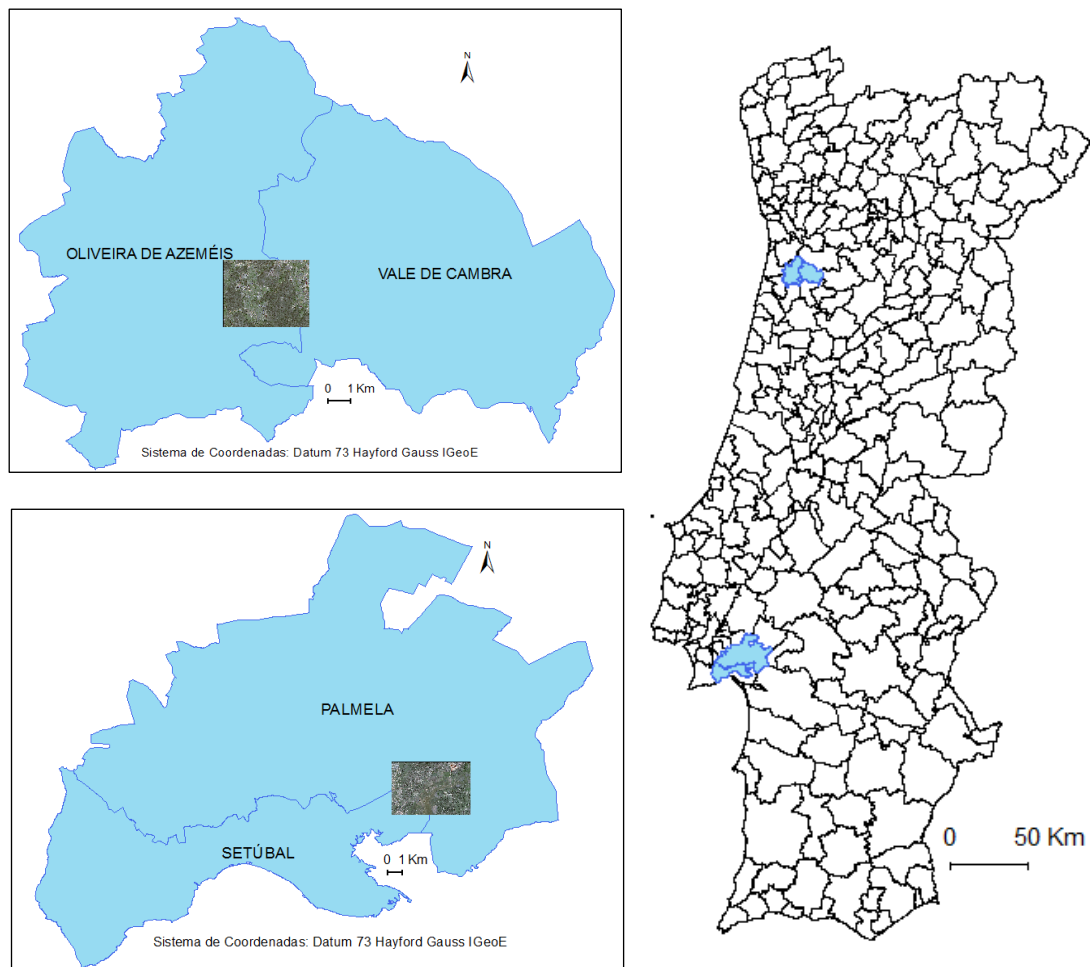 N
OLIVEIRA DE AZEMÉIS
VALE DE CAMBRA
0 1 Km
Sistema de Coordenadas: Datum 73 Hayford Gauss IGeoE
N
PALMELA
SETÚBAL
0 1 Km
Sistema de Coordenadas: Datum 73 Hayford Gauss IGeoE
0 50 Km